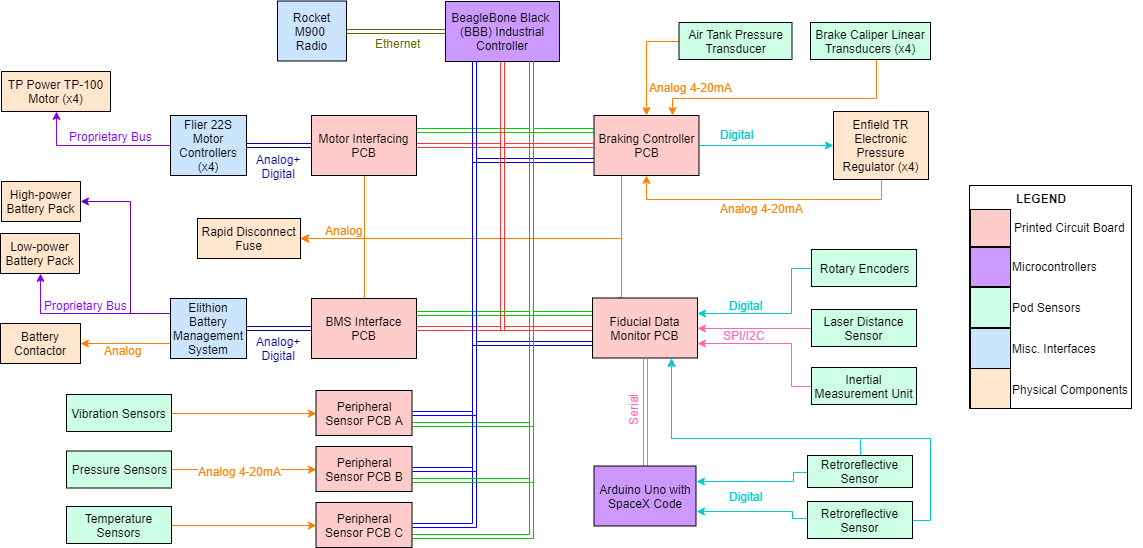 Rocket
M900
Radio
Ethernet
BeagleBone Black
(BBB) Industrial
Controller
Air Tank Pressure
Transducer
Brake Caliper Linear
Transducers (x4)
TP Power TP-100
Motor (x4)
Analog 4-20mA
Proprietary Bus
Flier 22S
Motor
Controllers
(x4)
Analog+
Digital
Motor Interfacing
PCB
Braking Controller
PCB
Digital
Enfield TR
Electronic
Pressure
Regulator (x4)
Analog 4-20mA
High-power
Battery Pack
Low-power
Battery Pack
Rapid Disconnect
Fuse
Analog
Proprietary Bus
Elithion
Battery
Management
System
Analog+
Digital
BMS Interface
PCB
Fiducial Data
Monitor PCB
Battery
Contactor
Analog
Digital
SPI/I2C
Rotary Encoders
Laser Distance
Sensor
Inertial
Measurement Unit
LEGEND
Printed Circuit Board
Microcontrollers
Pod Sensors
Misc. Interfaces
Physical Components
Vibration Sensors
Peripheral
Sensor PCB A
Pressure Sensors
Analog 4-20mA
Peripheral
Sensor PCB B
Temperature
Sensors
Peripheral
Sensor PCB C
Serial
Arduino Uno with
SpaceX Code
Digital
Retroreflective
Sensor
Retroreflective
Sensor